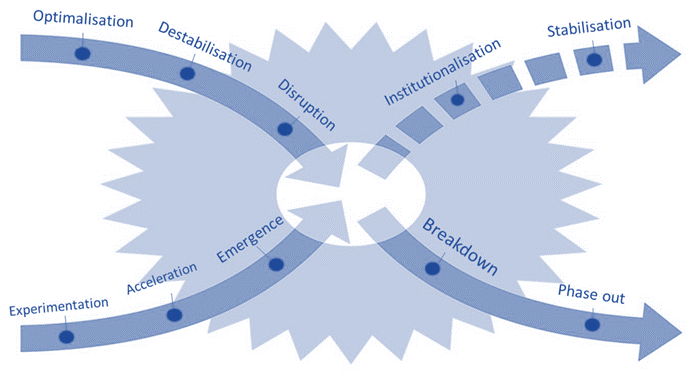 Optimalisation
Destabilisation
Disruption
Institutionalisation
Stabilisation
Experimentation
Acceleration
Emergence
Breakdown
Phase out